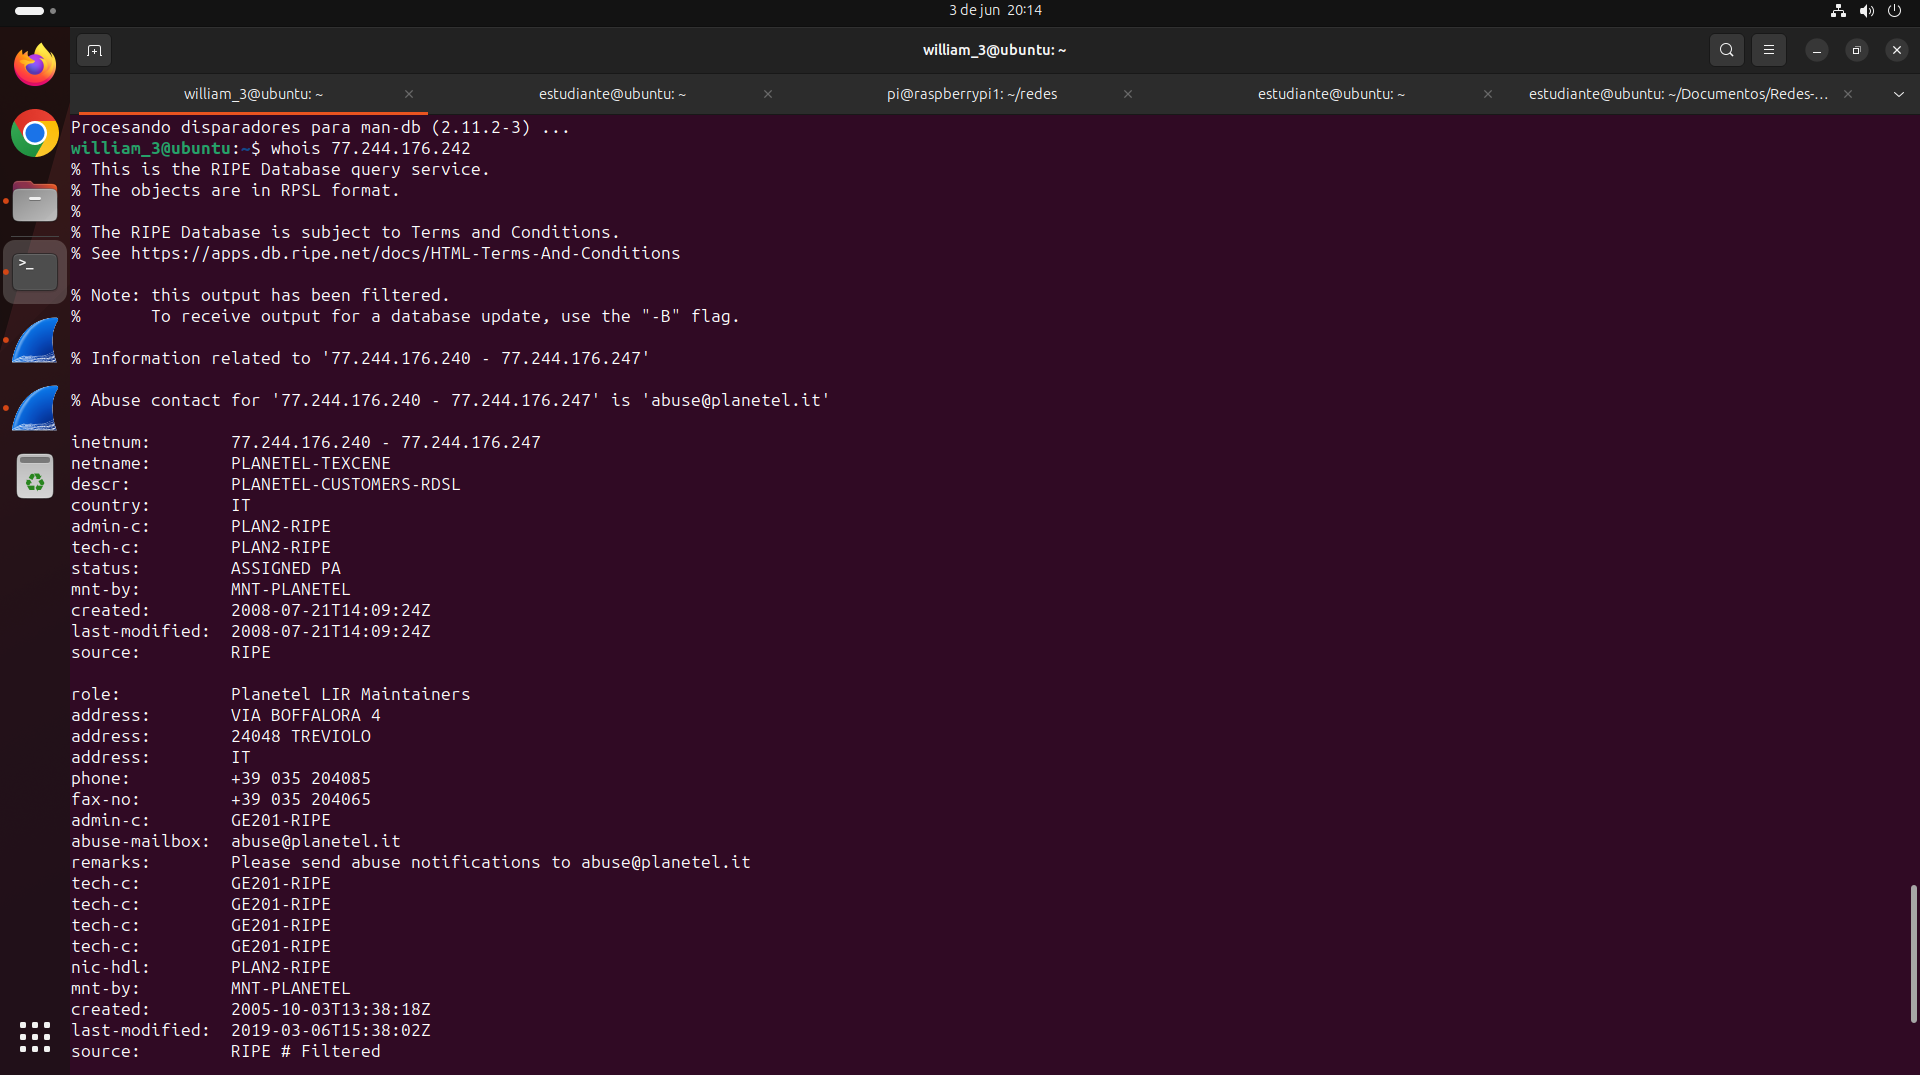 3 de jun 20:14
william_3@ubuntu: ~
william_3@ubuntu: ~
estudiante@ubuntu: ~
pi@raspberrypi1: ~/redes
estudiante@ubuntu: ~
estudiante@ubuntu: ~/Documentos/Redes-...
Procesando disparadores para man-db (2.11.2-3) ...
william_3@ubuntu:~$ whois 77.244.176.242
% This is the RIPE Database query service.
% The objects are in RPSL format.
%
% The RIPE Database is subject to Terms and Conditions.
% See https://apps.db.ripe.net/docs/HTML-Terms-And-Conditions

% Note: this output has been filtered.
%       To receive output for a database update, use the "-B" flag.

% Information related to '77.244.176.240 - 77.244.176.247'

% Abuse contact for '77.244.176.240 - 77.244.176.247' is 'abuse@planetel.it'

inetnum:        77.244.176.240 - 77.244.176.247
netname:        PLANETEL-TEXCENE
descr:          PLANETEL-CUSTOMERS-RDSL
country:        IT
admin-c:        PLAN2-RIPE
tech-c:         PLAN2-RIPE
status:         ASSIGNED PA
mnt-by:         MNT-PLANETEL
created:        2008-07-21T14:09:24Z
last-modified:  2008-07-21T14:09:24Z
source:         RIPE

role:           Planetel LIR Maintainers
address:        VIA BOFFALORA 4
address:        24048 TREVIOLO
address:        IT
phone:          +39 035 204085
fax-no:         +39 035 204065
admin-c:        GE201-RIPE
abuse-mailbox:  abuse@planetel.it
remarks:        Please send abuse notifications to abuse@planetel.it
tech-c:         GE201-RIPE
tech-c:         GE201-RIPE
tech-c:         GE201-RIPE
tech-c:         GE201-RIPE
nic-hdl:        PLAN2-RIPE
mnt-by:         MNT-PLANETEL
created:        2005-10-03T13:38:18Z
last-modified:  2019-03-06T15:38:02Z
source:         RIPE # Filtered